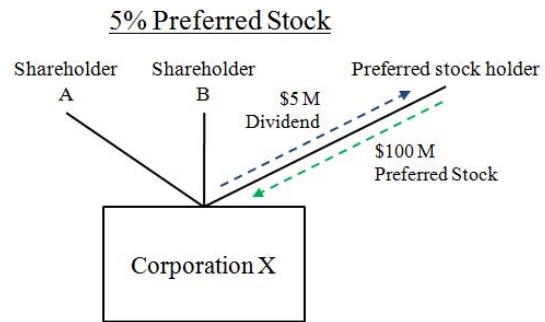 5% Preferred Stock
Shareholder
A
Shareholder
B
Preferred stock holder
$5 M
Dividend
$100 M
Preferred Stock
Corporation X